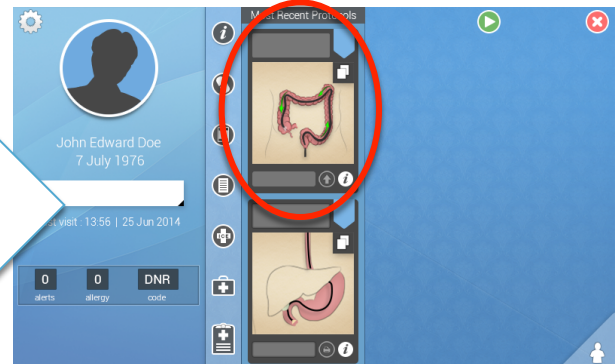 Most Recent Protocols
John Edward Doe
7 July 1976
visit : 13:56 | 25 Jun 2014
0
0
DNR
alerts
allergy
code